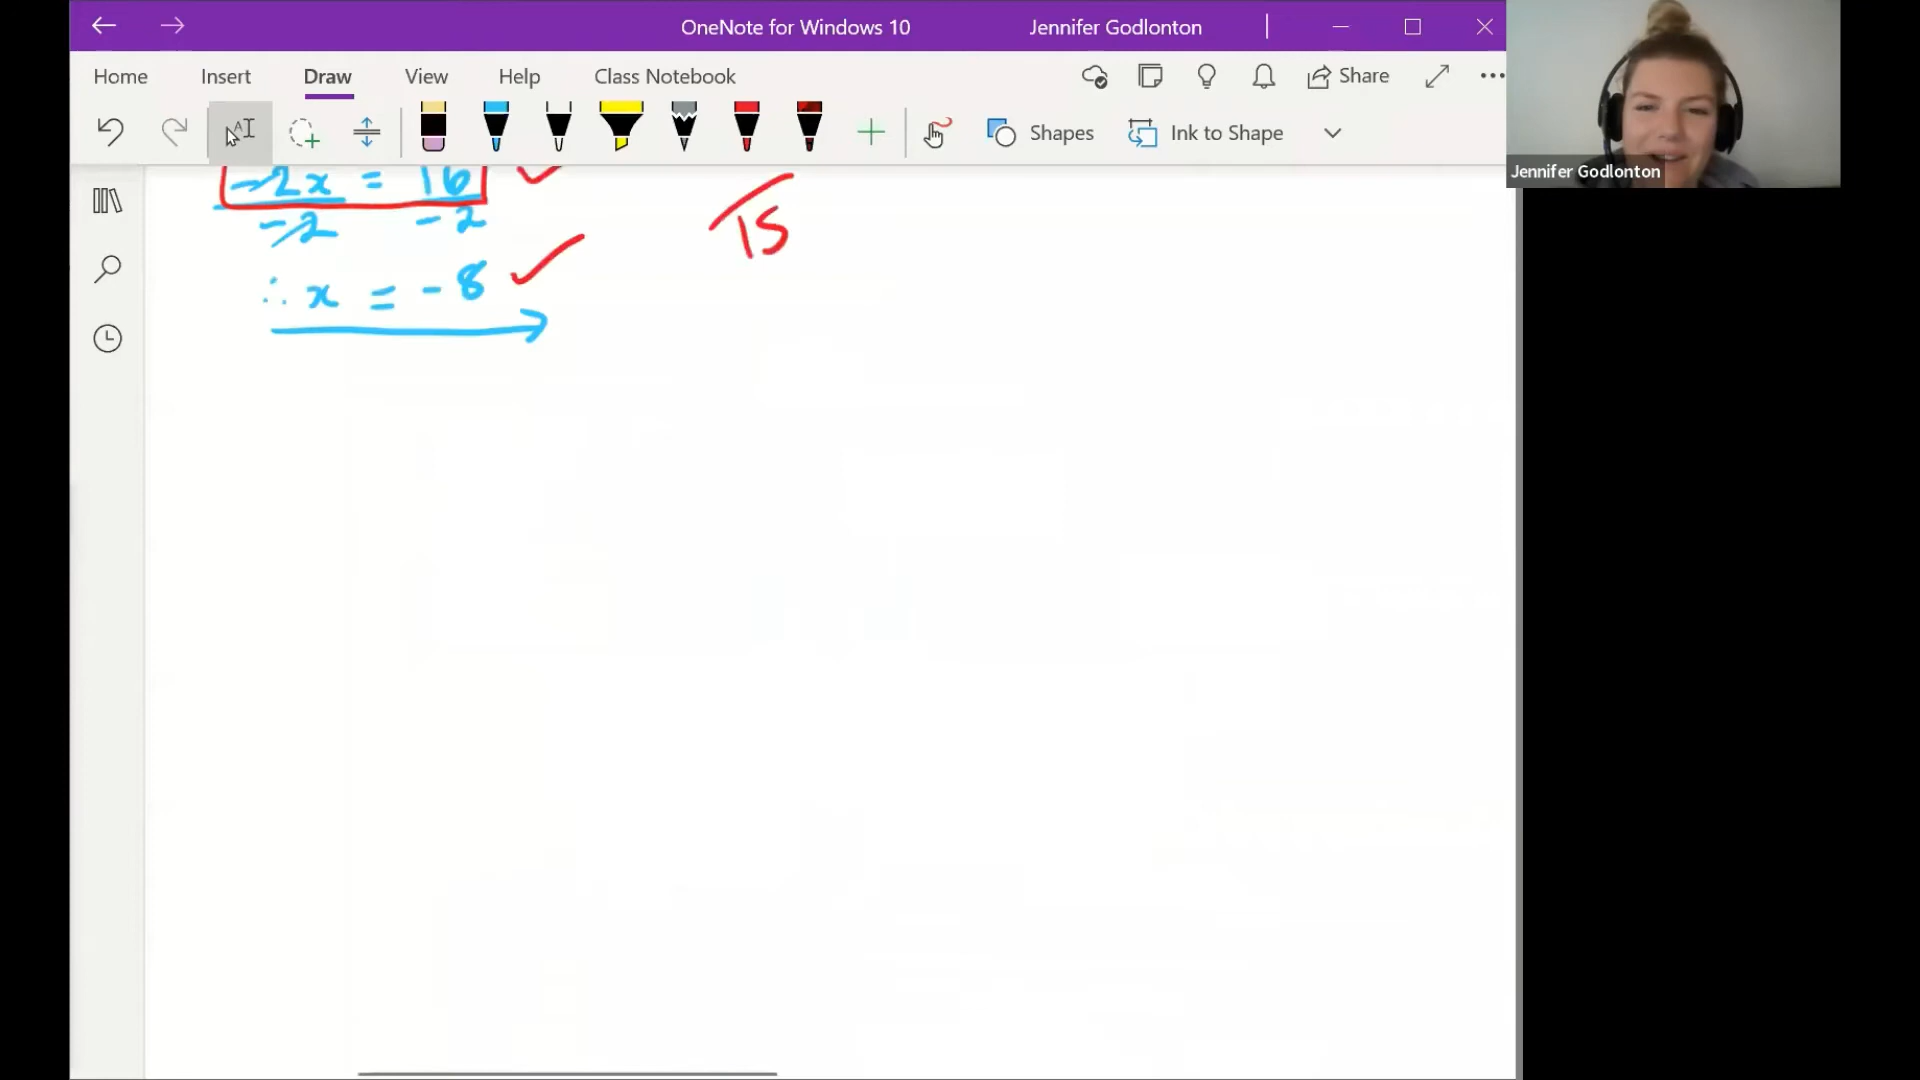 OneNote for Windows 10 Jennifer Godlonton
Home Insert Draw View Help Class Notebook Share
Shapes Ink to Shape
Jennifer Godlonton
-2x = 16
-2 -2
∴ x = -8
/15